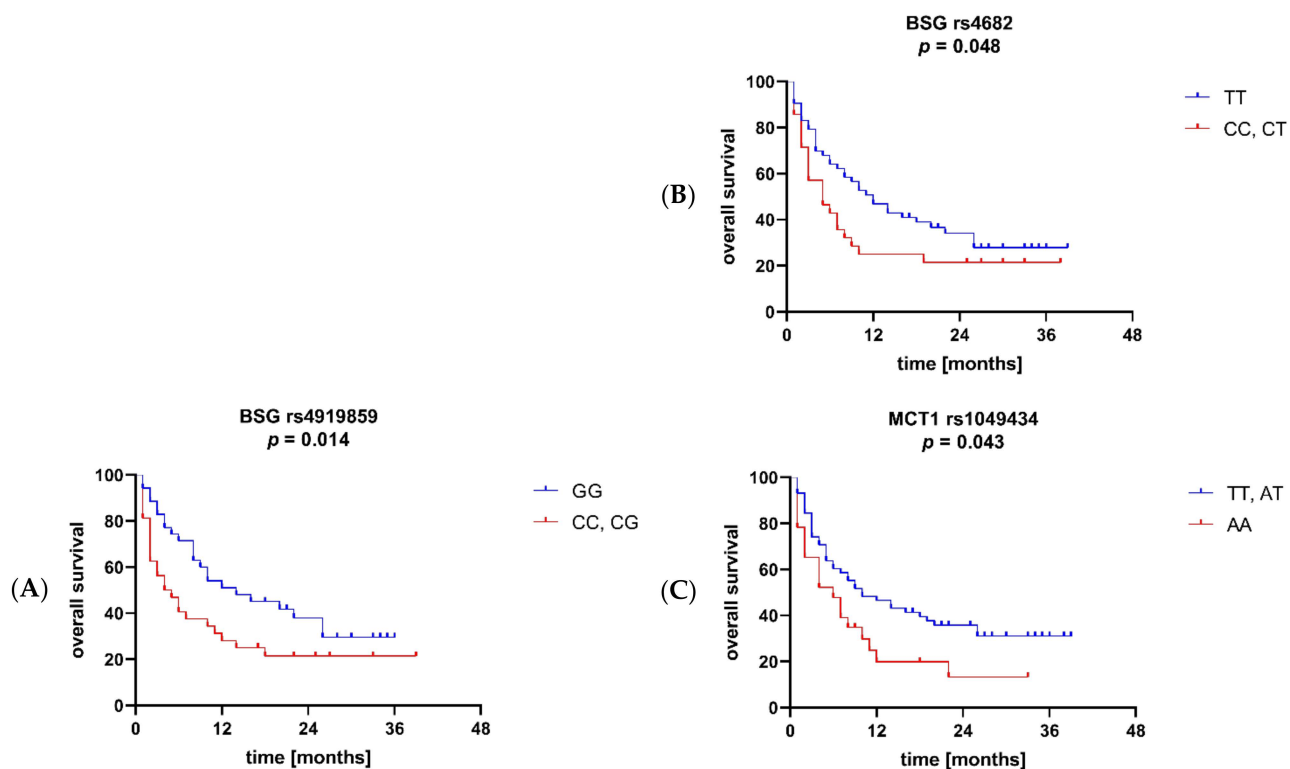 BSG rs4682
p = 0.048
100
80
60
40
20
0
overall survival
0 12 24 36 48
time [months]
TT
CC, CT
(B)
BSG rs4919859
p = 0.014
100
80
60
40
20
0
overall survival
0 12 24 36 48
time [months]
GG
CC, CG
(A)
MCT1 rs1049434
p = 0.043
100
80
60
40
20
0
overall survival
0 12 24 36 48
time [months]
TT, AT
AA
(C)